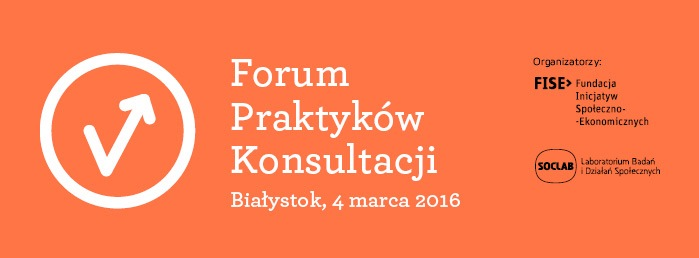 Forum
Praktyków
Konsultacji
Białystok, 4 marca 2016
Organizatorzy:
FISE> Fundacja
Inicjatyw
Społeczno-
-Ekonomicznych
SOCLAB Laboratorium Badań
i Działań Społecznych